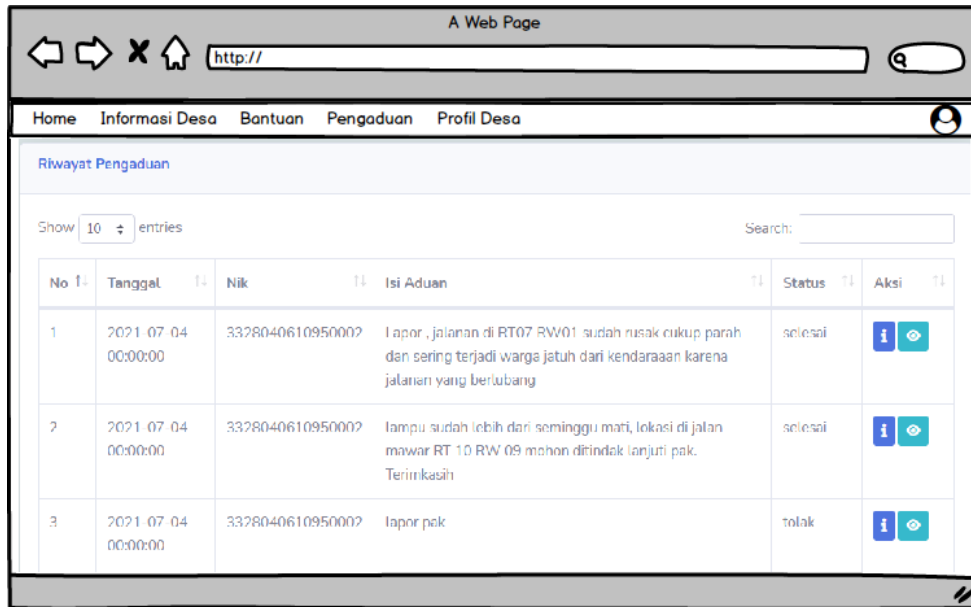 A Web Page
http://
Home Informasi Desa Bantuan Pengaduan Profil Desa
Riwayat Pengaduan
Show 10 entries Search:
No Tanggal Nik Isi Aduan Status Aksi
1 2021-07-04 3328040610950002 Lapor , jalanan di RT07 RW01 sudah rusak cukup parah selesai
00:00:00 dan sering terjadi warga jatuh dari kendaraaan karena
jalanan yang berlubang
2 2021-07-04 3328040610950002 lampu sudah lebih dari seminggu mati, lokasi di jalan selesai
00:00:00 mawar RT 10 RW 09 mohon ditindak lanjuti pak.
Terimkasih
3 2021-07-04 3328040610950002 lapor pak tolak
00:00:00